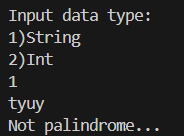 Input data type:
1)String
2)Int
1
tyuy
Not palindrome...